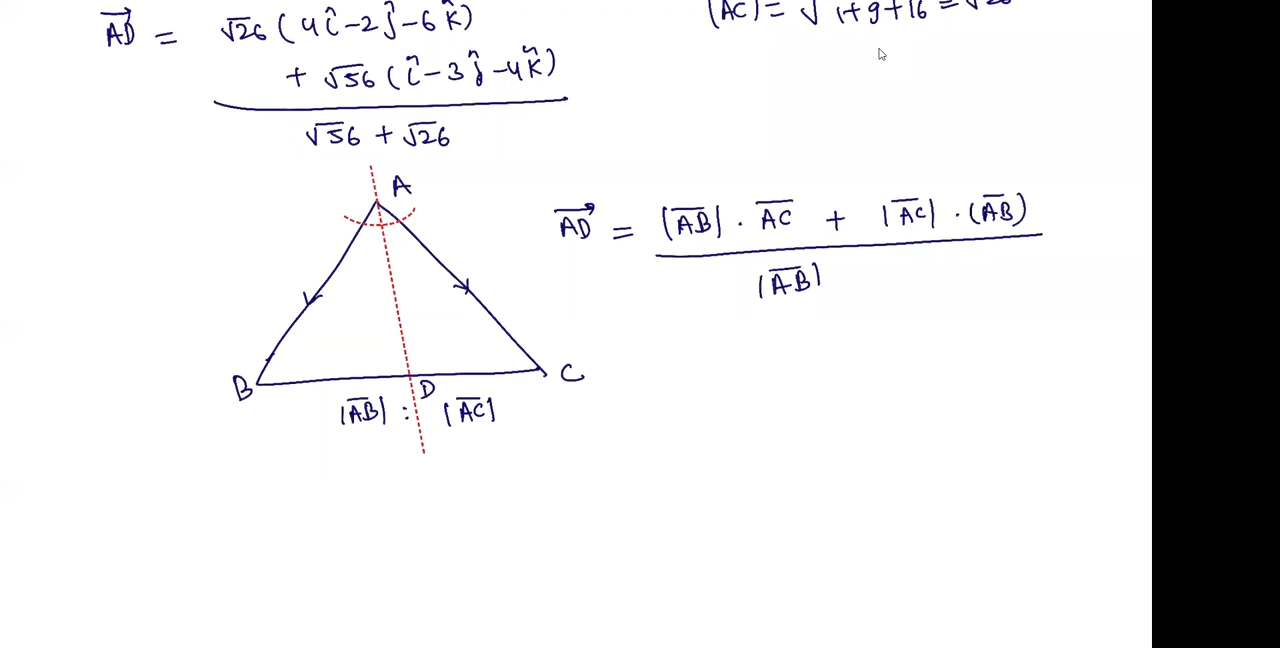 |AC| = √1+9+16 = √26
AD = √26 (4î-2ĵ-6k̂)
+ √56 (î-3ĵ-4k̂)
√56 + √26
A
AD = |AB| . AC + |AC| . (AB)
|AB|
B
D
C
|AB| : |AC|